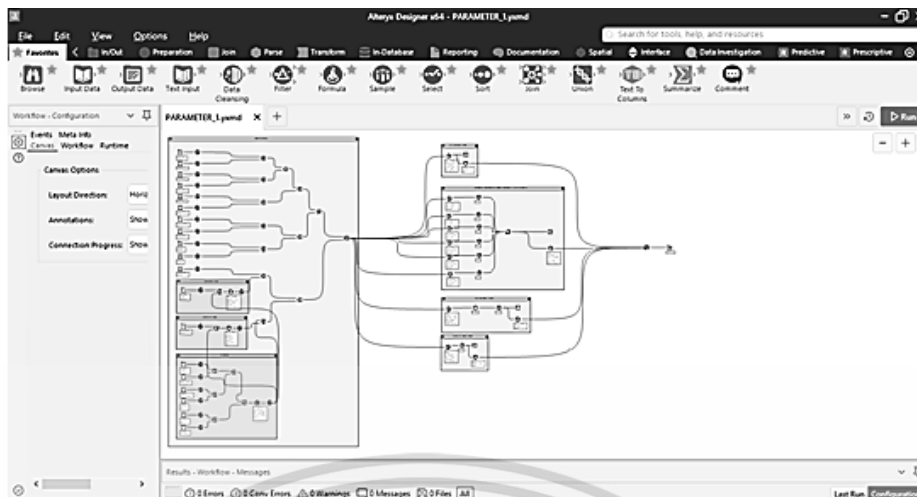 Alteryx Designer x64 - PARAMETER_1.yxmd
File Edit View Options Help
Search for tools, help, and resources
Favorites In/Out Preparation Join Parse Transform In-Database Reporting Documentation Spatial Interface Data Investigation Predictive Prescriptive
Browse Input Data Output Data Text Input Data Cleansing Filter Formula Sample Select Sort Join Union Text To Columns Summarize Comment
Workflow - Configuration
PARAMETER_1.yxmd
Run
Events Meta Info
Canvas Workflow Runtime
Canvas Options
Layout Direction: Horiz
Annotations: Show
Connection Progress: Show
Results - Workflow - Messages
0 Errors 0 Conv Errors 0 Warnings 0 Messages 0 Files All
Last Run Configuration